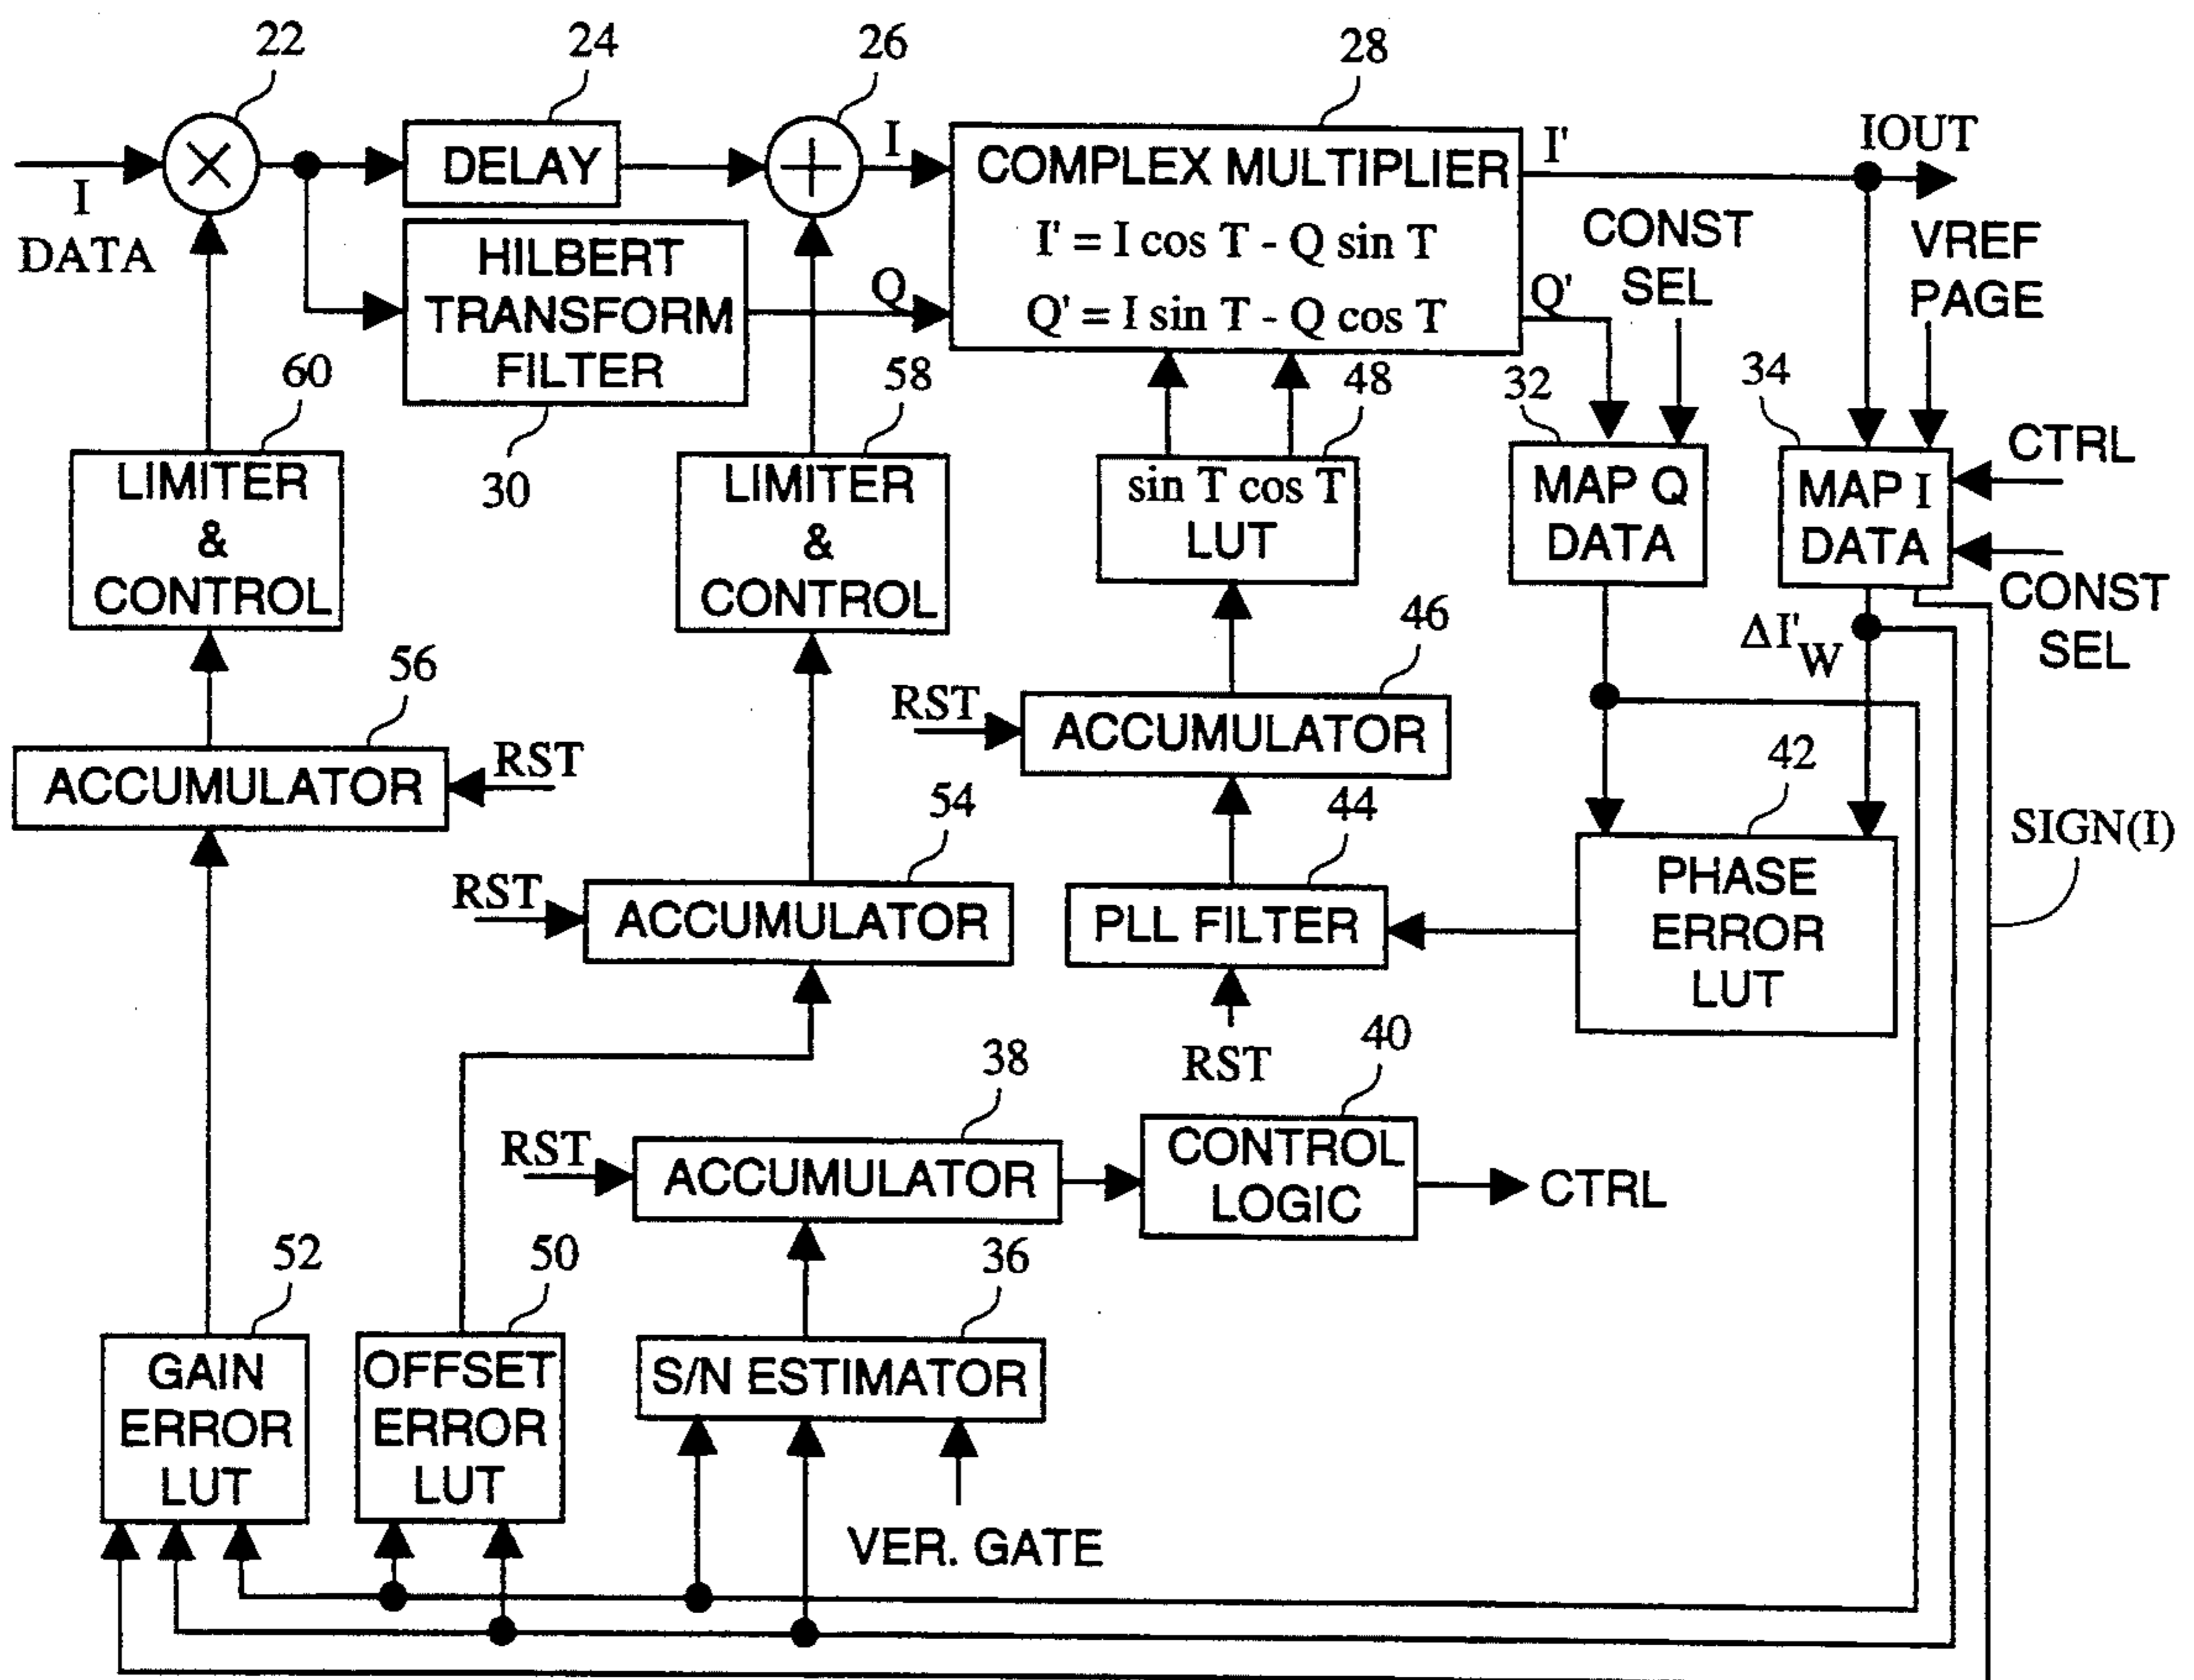 22
24
26
28
I
DATA
DELAY
I
COMPLEX MULTIPLIER
I' = I cos T - Q sin T
Q' = I sin T - Q cos T
I'
IOUT
HILBERT
TRANSFORM
FILTER
Q
Q'
CONST
SEL
VREF
PAGE
60
30
58
48
32
34
LIMITER
&
CONTROL
LIMITER
&
CONTROL
sin T cos T
LUT
MAP Q
DATA
MAP I
DATA
CTRL
CONST
SEL
ΔI'W
56
46
RST
ACCUMULATOR
ACCUMULATOR
RST
42
54
44
SIGN(I)
RST
ACCUMULATOR
PLL FILTER
PHASE
ERROR
LUT
RST
38
40
RST
ACCUMULATOR
CONTROL
LOGIC
CTRL
52
50
36
GAIN
ERROR
LUT
OFFSET
ERROR
LUT
S/N ESTIMATOR
VER. GATE